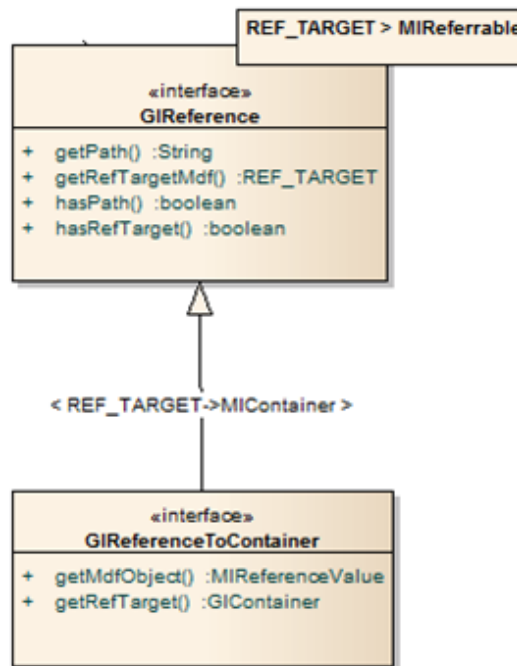 REF_TARGET > MIReferrable
«interface»
GIReference
+ getPath() :String
+ getRefTargetMdf() :REF_TARGET
+ hasPath() :boolean
+ hasRefTarget() :boolean
< REF_TARGET->MIContainer >
«interface»
GIReferenceToContainer
+ getMdfObject() :MIReferenceValue
+ getRefTarget() :GIContainer